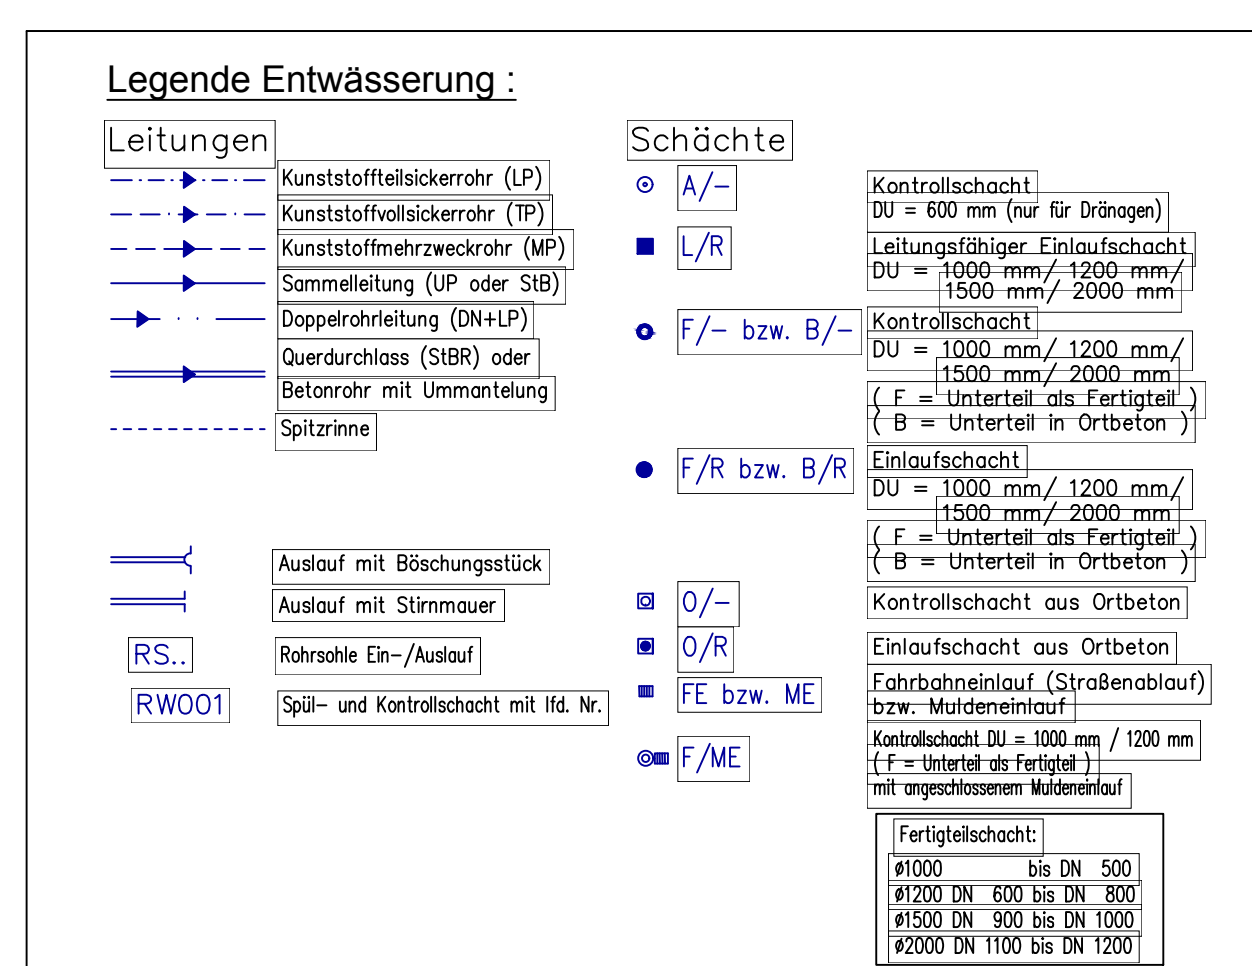 Legende Entwässerung :
Leitungen
Kunststoffteilsickerrohr (LP)
Kunststoffvollsickerrohr (TP)
Kunststoffmehrzweckrohr (MP)
Sammelleitung (UP oder StB)
Doppelrohrleitung (DN+LP)
Querdurchlass (StBR) oder
Betonrohr mit Ummantelung
Spitzrinne
Auslauf mit Böschungsstück
Auslauf mit Stirnmauer
RS.. Rohrsohle Ein-/Auslauf
RW001 Spül- und Kontrollschacht mit lfd. Nr.
Schächte
A/- Kontrollschacht
DU = 600 mm (nur für Dränagen)
L/R Leitungsfähiger Einlaufschacht
DU = 1000 mm/ 1200 mm/
1500 mm/ 2000 mm
F/- bzw. B/- Kontrollschacht
DU = 1000 mm/ 1200 mm/
1500 mm/ 2000 mm
( F = Unterteil als Fertigteil )
( B = Unterteil in Ortbeton )
F/R bzw. B/R Einlaufschacht
DU = 1000 mm/ 1200 mm/
1500 mm/ 2000 mm
( F = Unterteil als Fertigteil )
( B = Unterteil in Ortbeton )
O/- Kontrollschacht aus Ortbeton
O/R Einlaufschacht aus Ortbeton
FE bzw. ME Fahrbahneinlauf (Straßenablauf)
bzw. Muldeneinlauf
F/ME Kontrollschacht DU = 1000 mm / 1200 mm
( F = Unterteil als Fertigteil )
mit angeschlossenem Muldeneinlauf
Fertigteilschacht:
ø1000 bis DN 500
ø1200 DN 600 bis DN 800
ø1500 DN 900 bis DN 1000
ø2000 DN 1100 bis DN 1200